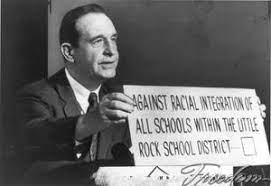 AGAINST RACIAL INTEGRATION OF
ALL SCHOOLS WITHIN THE LITTLE
ROCK SCHOOL DISTRICT
Freedom